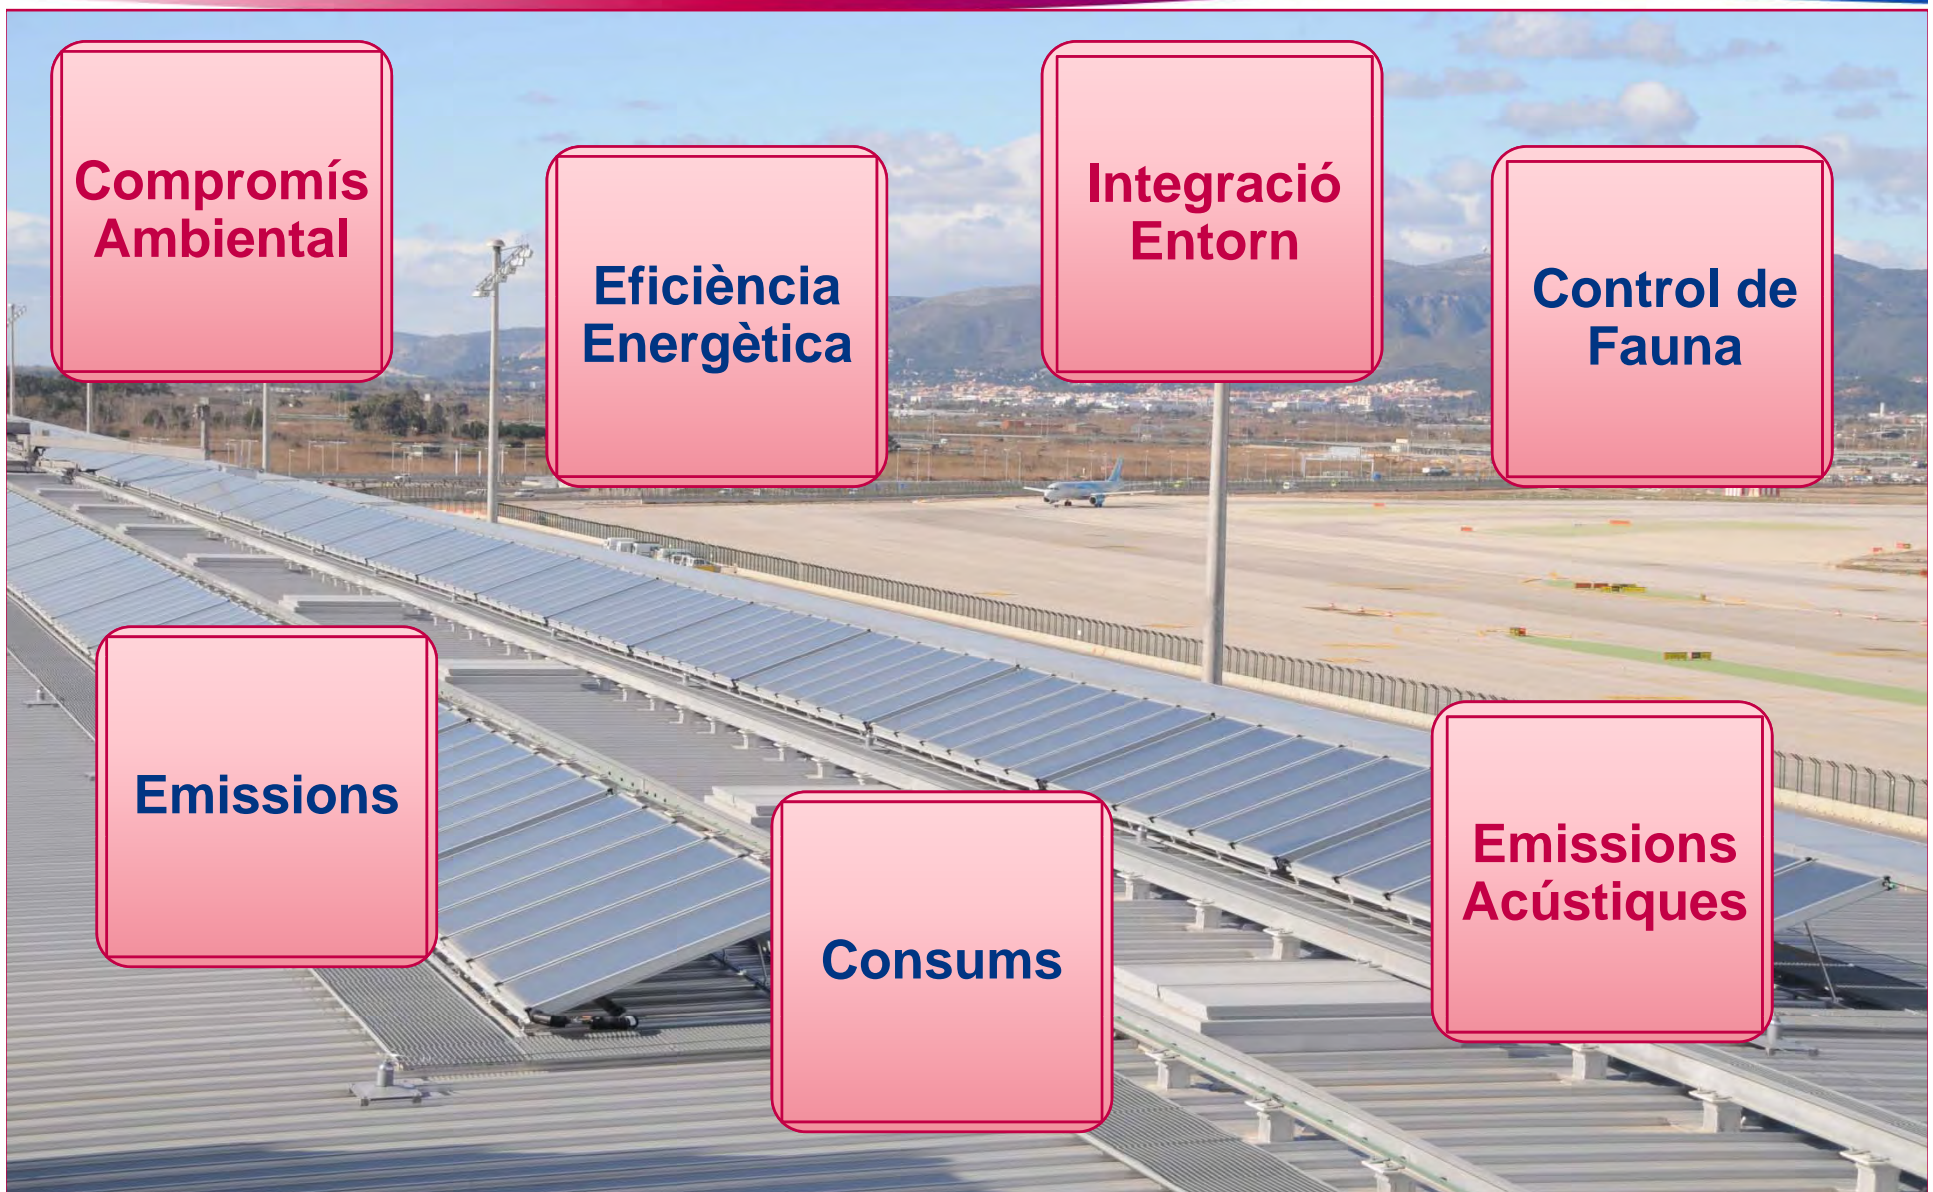 Compromís
Ambiental
Eficiència
Energètica
Integració
Entorn
Control de
Fauna
Emissions
Consums
Emissions
Acústiques